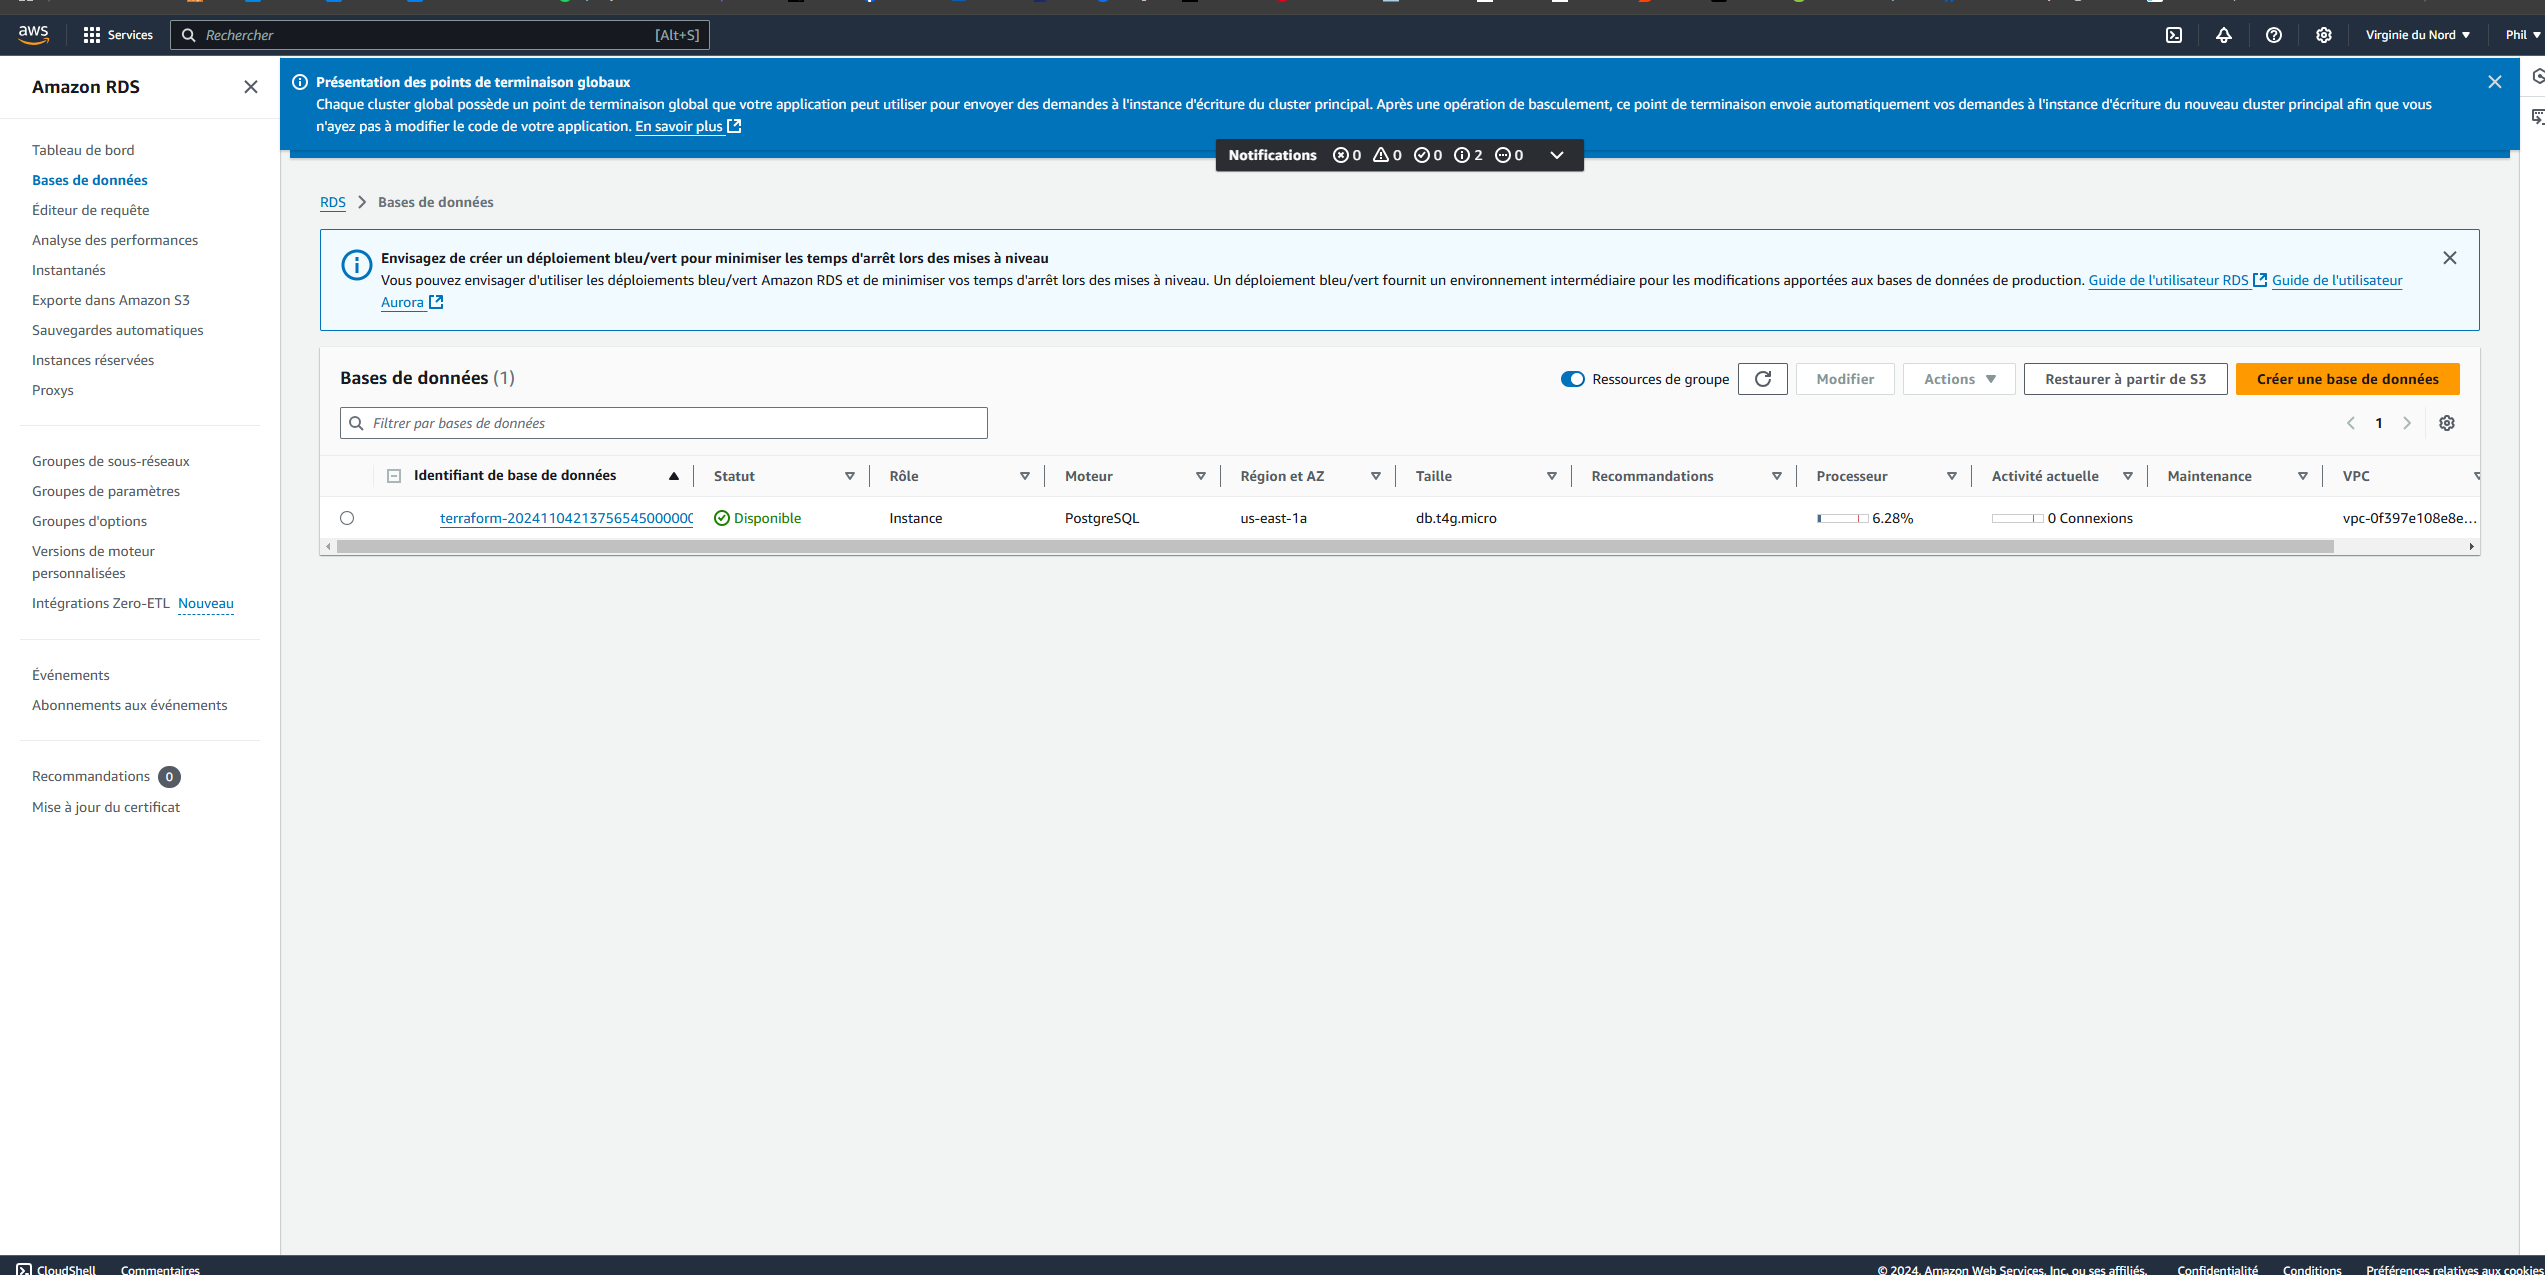 aws
Services
Rechercher
[Alt+S]
Virginie du Nord
Phil
Amazon RDS
Tableau de bord
Bases de données
Éditeur de requête
Analyse des performances
Instantanés
Exporte dans Amazon S3
Sauvegardes automatiques
Instances réservées
Proxys
Groupes de sous-réseaux
Groupes de paramètres
Groupes d'options
Versions de moteur
personnalisées
Intégrations Zero-ETL Nouveau
Événements
Abonnements aux événements
Recommandations 0
Mise à jour du certificat
Présentation des points de terminaison globaux
Chaque cluster global possède un point de terminaison global que votre application peut utiliser pour envoyer des demandes à l'instance d'écriture du cluster principal. Après une opération de basculement, ce point de terminaison envoie automatiquement vos demandes à l'instance d'écriture du nouveau cluster principal afin que vous
n'ayez pas à modifier le code de votre application. En savoir plus
Notifications 0 0 0 2 0
RDS Bases de données
Envisagez de créer un déploiement bleu/vert pour minimiser les temps d'arrêt lors des mises à niveau
Vous pouvez envisager d'utiliser les déploiements bleu/vert Amazon RDS et de minimiser vos temps d'arrêt lors des mises à niveau. Un déploiement bleu/vert fournit un environnement intermédiaire pour les modifications apportées aux bases de données de production. Guide de l'utilisateur RDS Guide de l'utilisateur
Aurora
Bases de données (1)
Ressources de groupe
Modifier
Actions
Restaurer à partir de S3
Créer une base de données
Filtrer par bases de données
1
Identifiant de base de données Statut Rôle Moteur Région et AZ Taille Recommandations Processeur Activité actuelle Maintenance VPC
terraform-20241104213756545000000 Disponible Instance PostgreSQL us-east-1a db.t4g.micro 6.28% 0 Connexions vpc-0f397e108e8e...
CloudShell Commentaires
© 2024, Amazon Web Services, Inc. ou ses affiliés. Confidentialité Conditions Préférences relatives aux cookies